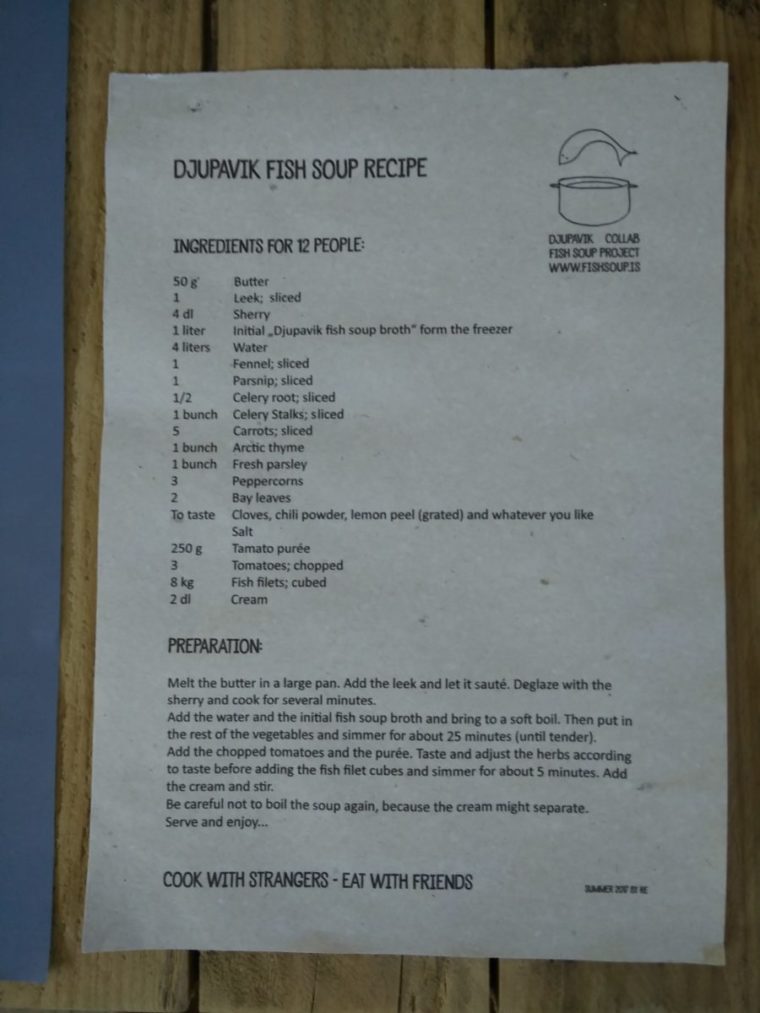 DJUPAVIK FISH SOUP RECIPE
DJUPAVIK COLLAB
FISH SOUP PROJECT
WWW.FISHSOUP.IS
INGREDIENTS FOR 12 PEOPLE:
50 g Butter
1 Leek; sliced
4 dl Sherry
1 liter Initial „Djupavik fish soup broth“ form the freezer
4 liters Water
1 Fennel; sliced
1 Parsnip; sliced
1/2 Celery root; sliced
1 bunch Celery Stalks; sliced
5 Carrots; sliced
1 bunch Arctic thyme
1 bunch Fresh parsley
3 Peppercorns
2 Bay leaves
To taste Cloves, chili powder, lemon peel (grated) and whatever you like
Salt
250 g Tamato purée
3 Tomatoes; chopped
8 kg Fish filets; cubed
2 dl Cream
PREPARATION:
Melt the butter in a large pan. Add the leek and let it sauté. Deglaze with the
sherry and cook for several minutes.
Add the water and the initial fish soup broth and bring to a soft boil. Then put in
the rest of the vegetables and simmer for about 25 minutes (until tender).
Add the chopped tomatoes and the purée. Taste and adjust the herbs according
to taste before adding the fish filet cubes and simmer for about 5 minutes. Add
the cream and stir.
Be careful not to boil the soup again, because the cream might separate.
Serve and enjoy...
COOK WITH STRANGERS - EAT WITH FRIENDS
SUMMER 2017